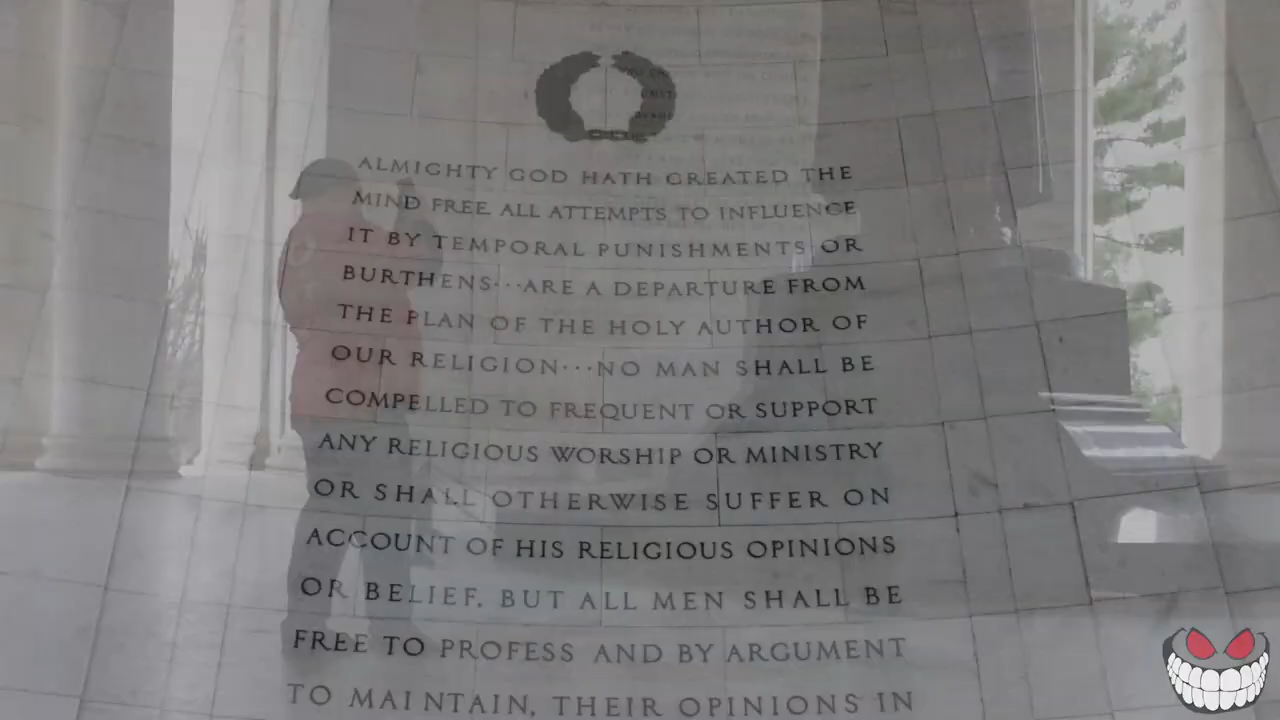 ALMIGHTY GOD HATH CREATED THE
MIND FREE. ALL ATTEMPTS TO INFLUENCE
IT BY TEMPORAL PUNISHMENTS OR
BURTHENS···ARE A DEPARTURE FROM
THE PLAN OF THE HOLY AUTHOR OF
OUR RELIGION···NO MAN SHALL BE
COMPELLED TO FREQUENT OR SUPPORT
ANY RELIGIOUS WORSHIP OR MINISTRY
OR SHALL OTHERWISE SUFFER ON
ACCOUNT OF HIS RELIGIOUS OPINIONS
OR BELIEF, BUT ALL MEN SHALL BE
FREE TO PROFESS AND BY ARGUMENT
TO MAINTAIN, THEIR OPINIONS IN